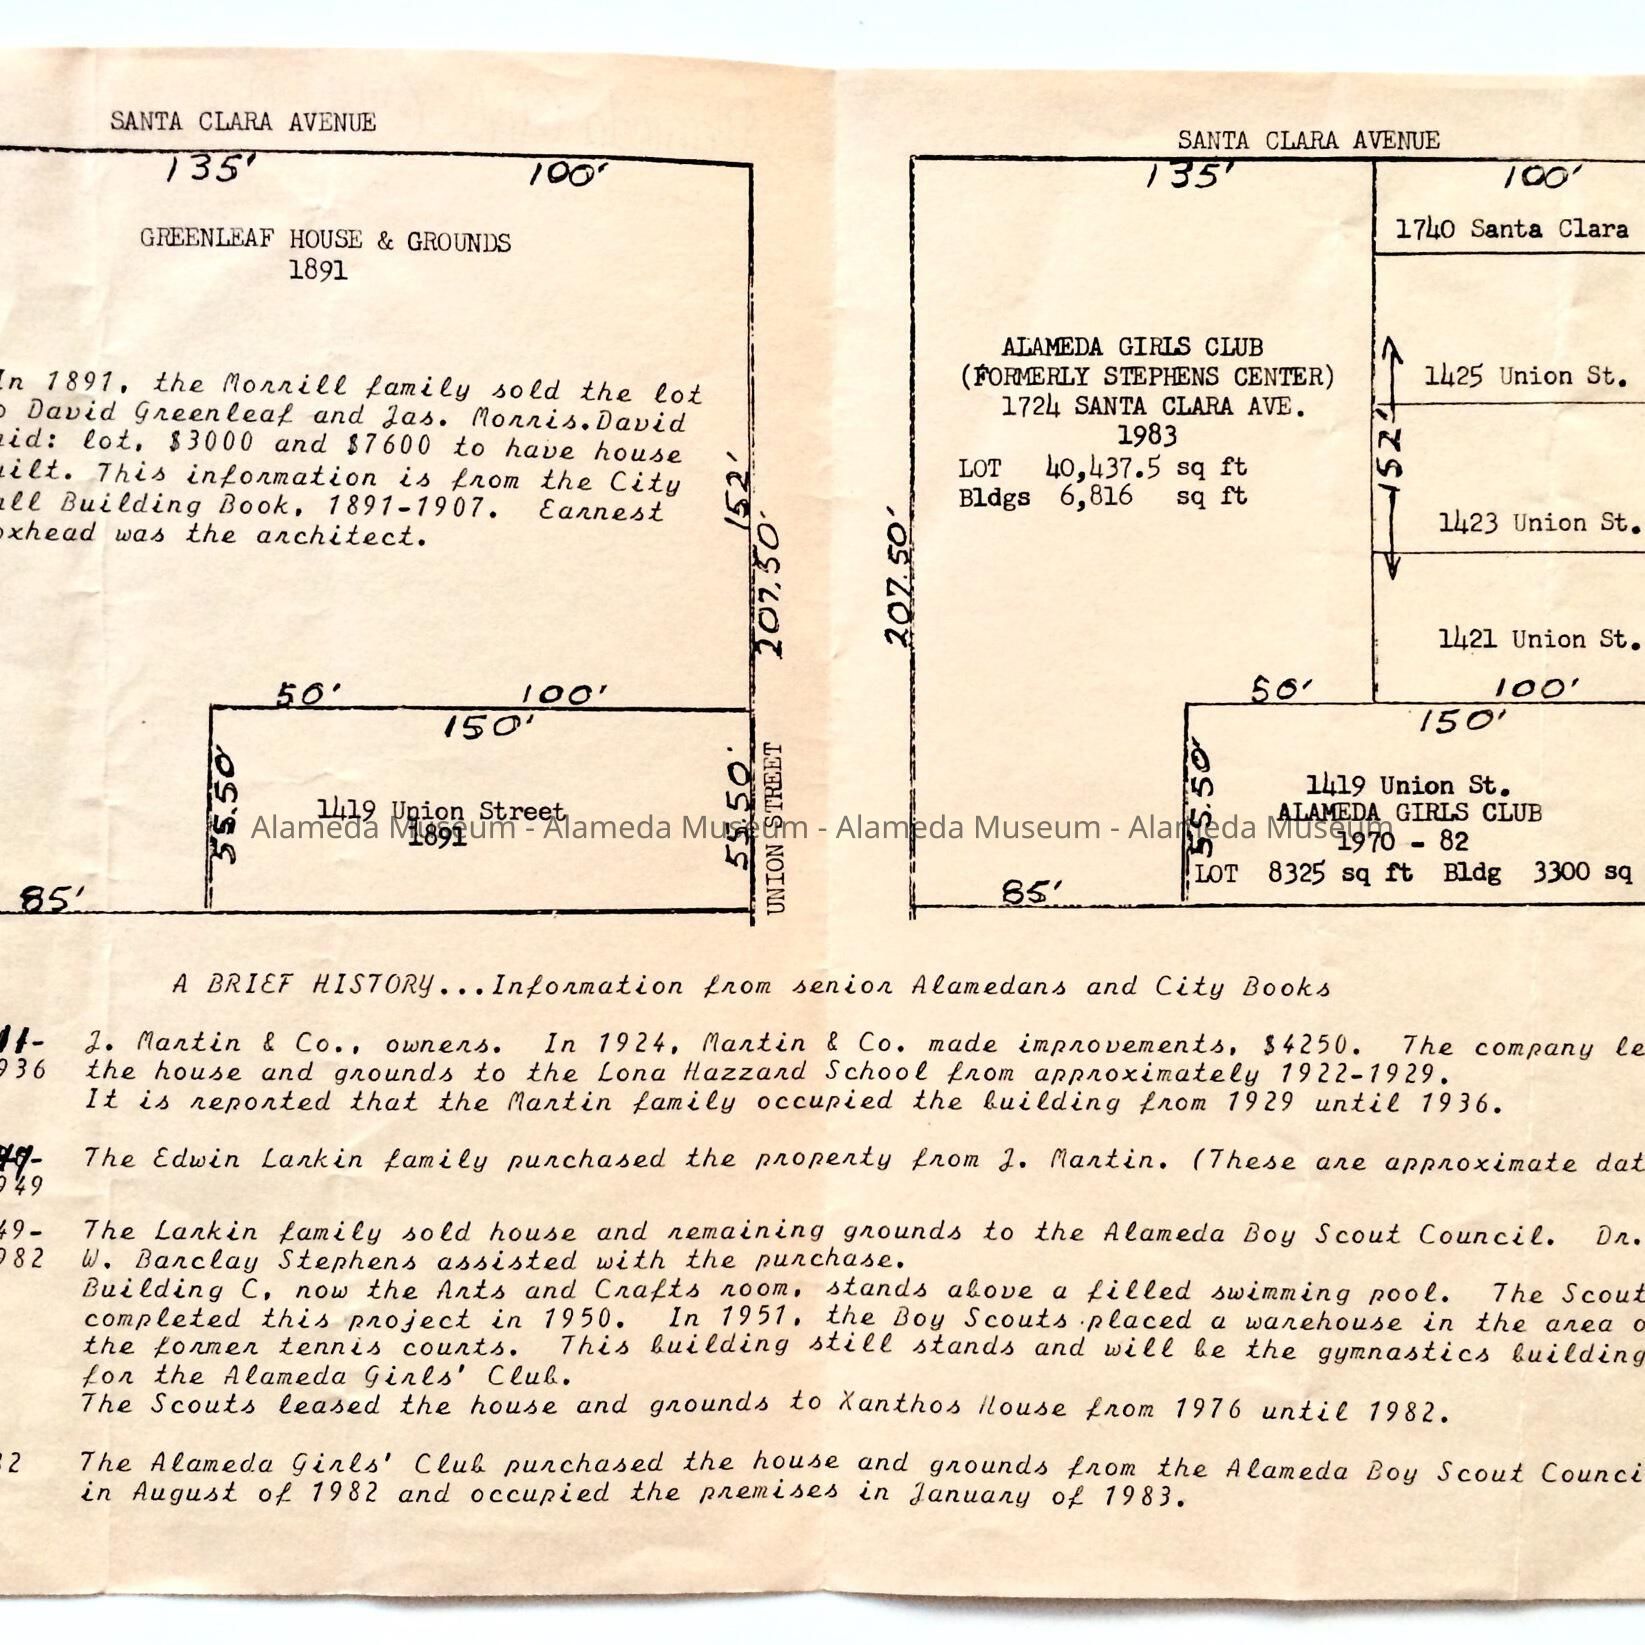 SANTA CLARA AVENUE
135' 100'
GREENLEAF HOUSE & GROUNDS
1891
In 1891, the Morrill family sold the lot
David Greenleaf and Jas. Morris.David
lot, $3000 and $7600 to have house
This information is from the City
Building Book, 1891-1907. Earnest
was the architect.
152'
207.50'
50' 100'
150'
55.50'
55.50'
1419 Union Street
1891
UNION STREET
85'
SANTA CLARA AVENUE
135' 100'
1740 Santa Clara
ALAMEDA GIRLS CLUB
(FORMERLY STEPHENS CENTER)
1724 SANTA CLARA AVE.
1983
LOT 40,437.5 sq ft
Bldgs 6,816 sq ft
207.50'
152'
1425 Union St.
1423 Union St.
1421 Union St.
50' 100'
150'
55.50'
1419 Union St.
ALAMEDA GIRLS CLUB
1970 - 82
LOT 8325 sq ft Bldg 3300 sq
85'
Alameda Museum - Alameda Museum - Alameda Museum - Alameda Museum
A BRIEF HISTORY...Information from senior Alamedans and City Books
11- J. Martin & Co., owners. In 1924, Martin & Co. made improvements, $4250. The company le
936 the house and grounds to the Lona Hazzard School from approximately 1922-1929.
It is reported that the Martin family occupied the building from 1929 until 1936.
The Edwin Larkin family purchased the property from J. Martin. (These are approximate dat
949
49- The Larkin family sold house and remaining grounds to the Alameda Boy Scout Council. Dr.
982 W. Barclay Stephens assisted with the purchase.
Building C, now the Arts and Crafts room, stands above a filled swimming pool. The Scout
completed this project in 1950. In 1951, the Boy Scouts placed a warehouse in the area o
the former tennis courts. This building still stands and will be the gymnastics building
for the Alameda Girls' Club.
The Scouts leased the house and grounds to Xanthos House from 1976 until 1982.
82 The Alameda Girls' Club purchased the house and grounds from the Alameda Boy Scout Counci
in August of 1982 and occupied the premises in January of 1983.